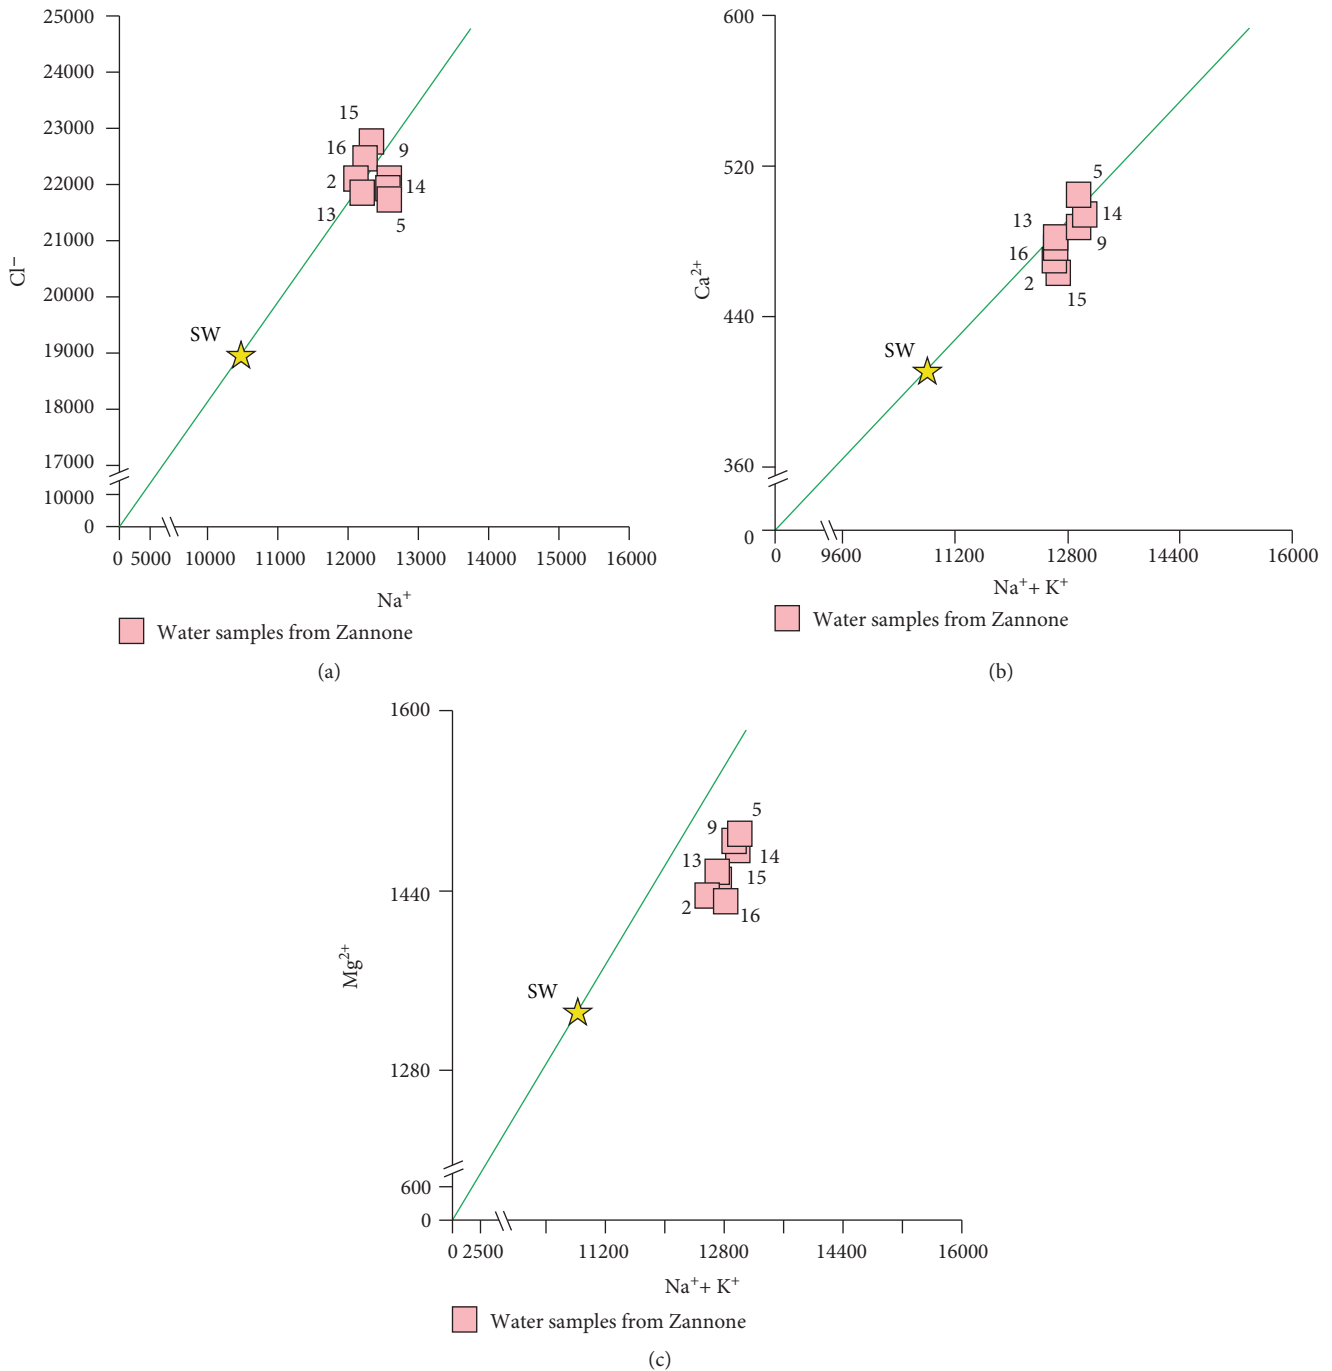 25000
24000
23000
22000
21000
20000
19000
18000
17000
10000
0
Cl⁻
15
16
9
2
14
13
5
SW
0 5000 10000 11000 12000 13000 14000 15000 16000
Na⁺
Water samples from Zannone
(a)
600
520
440
360
0
Ca²⁺
5
13
14
16
9
2
15
SW
0 9600 11200 12800 14400 16000
Na⁺+ K⁺
Water samples from Zannone
(b)
1600
1440
1280
600
0
Mg²⁺
5
9
14
13
15
2
16
SW
0 2500 11200 12800 14400 16000
Na⁺+ K⁺
Water samples from Zannone
(c)